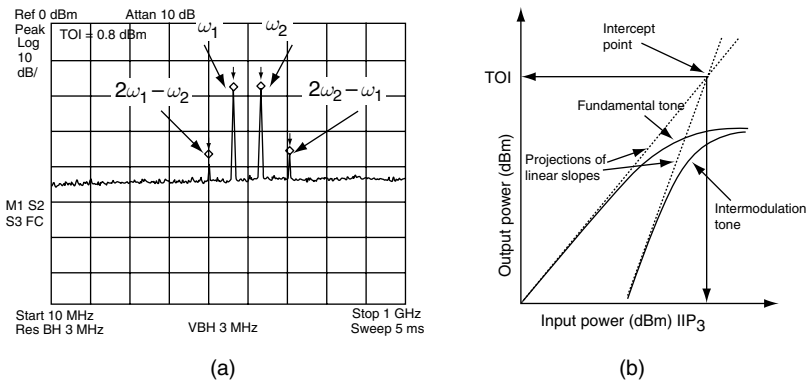 Ref 0 dBm
Attan 10 dB
Peak
Log
10
dB/
TOI = 0.8 dBm
ω₁
ω₂
2ω₁−ω₂
2ω₂−ω₁
M1 S2
S3 FC
Start 10 MHz
Res BH 3 MHz
VBH 3 MHz
Stop 1 GHz
Sweep 5 ms
(a)
Intercept
point
TOI
Fundamental tone
Projections of
linear slopes
Intermodulation
tone
Output power (dBm)
Input power (dBm) IIP₃
(b)